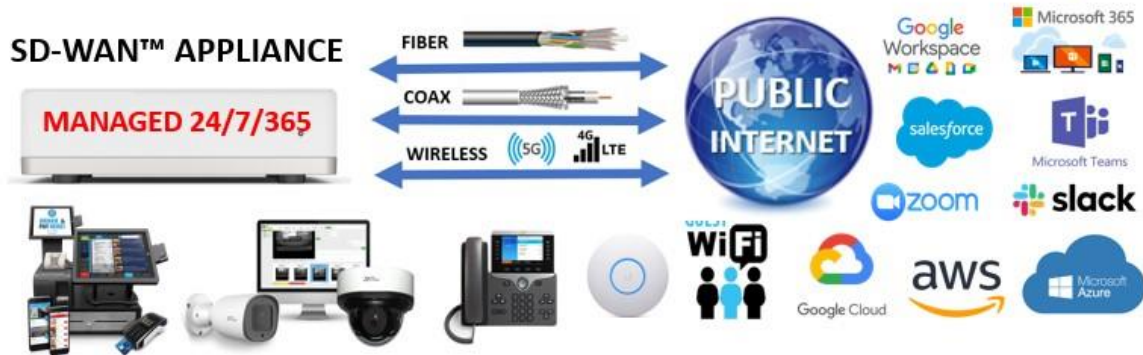 SD-WAN™ APPLIANCE
MANAGED 24/7/365
FIBER
COAX
WIRELESS
5G
4G
LTE
PUBLIC
INTERNET
Google
Workspace
Microsoft 365
salesforce
Microsoft Teams
zoom
slack
GUEST
WiFi
Google Cloud
aws
Microsoft
Azure